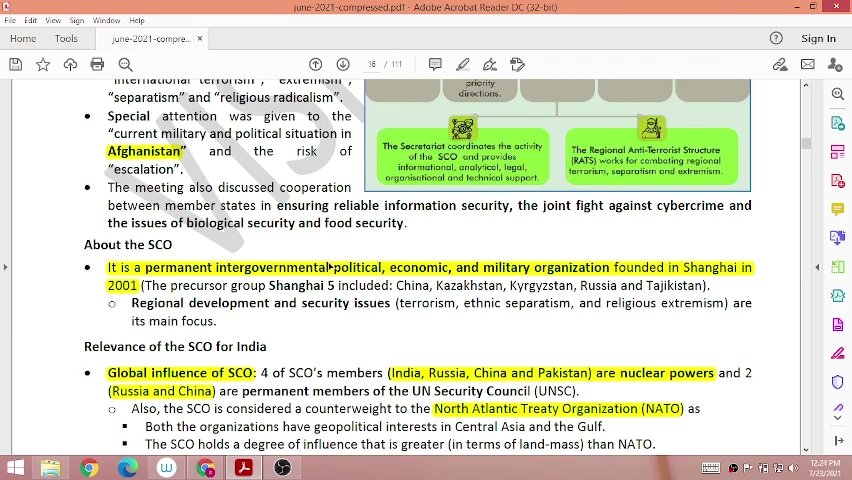 june-2021-compressed.pdf - Adobe Acrobat Reader DC (32-bit)
File Edit View Sign Window Help
Home Tools june-2021-compre... × Sign In
16 / 111
"international terrorism", "extremism",
"separatism" and "religious radicalism".
• Special attention was given to the
"current military and political situation in
Afghanistan" and the risk of
"escalation".
• The meeting also discussed cooperation
priority
directions.
The Secretariat coordinates the activity
of the SCO and provides
informational, analytical, legal,
organisational and technical support.
The Regional Anti-Terrorist Structure
(RATS) works for combating regional
terrorism, separatism and extremism.
between member states in ensuring reliable information security, the joint fight against cybercrime and
the issues of biological security and food security.
About the SCO
• It is a permanent intergovernmental political, economic, and military organization founded in Shanghai in
2001 (The precursor group Shanghai 5 included: China, Kazakhstan, Kyrgyzstan, Russia and Tajikistan).
o Regional development and security issues (terrorism, ethnic separatism, and religious extremism) are
its main focus.
Relevance of the SCO for India
• Global influence of SCO: 4 of SCO's members (India, Russia, China and Pakistan) are nuclear powers and 2
(Russia and China) are permanent members of the UN Security Council (UNSC).
o Also, the SCO is considered a counterweight to the North Atlantic Treaty Organization (NATO) as
▪ Both the organizations have geopolitical interests in Central Asia and the Gulf.
▪ The SCO holds a degree of influence that is greater (in terms of land-mass) than NATO.
12:24 PM
7/23/2021